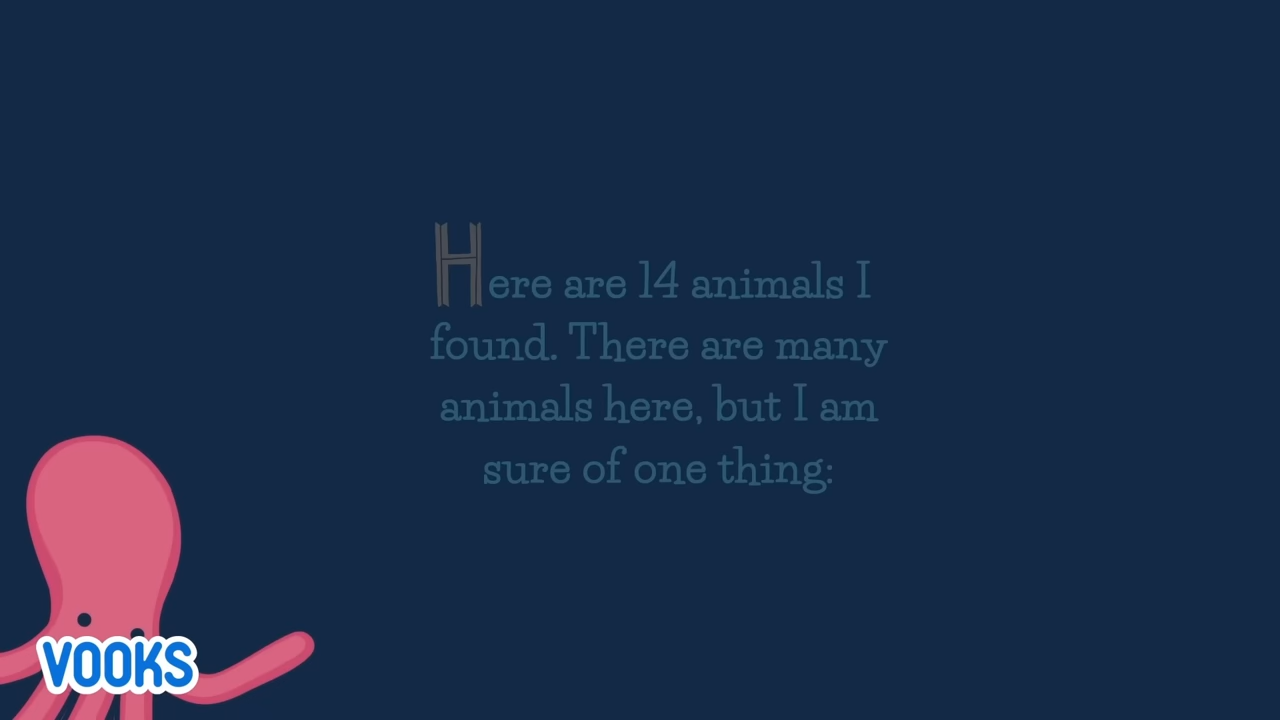 Here are 14 animals I
found. There are many
animals here, but I am
sure of one thing:
VOOKS